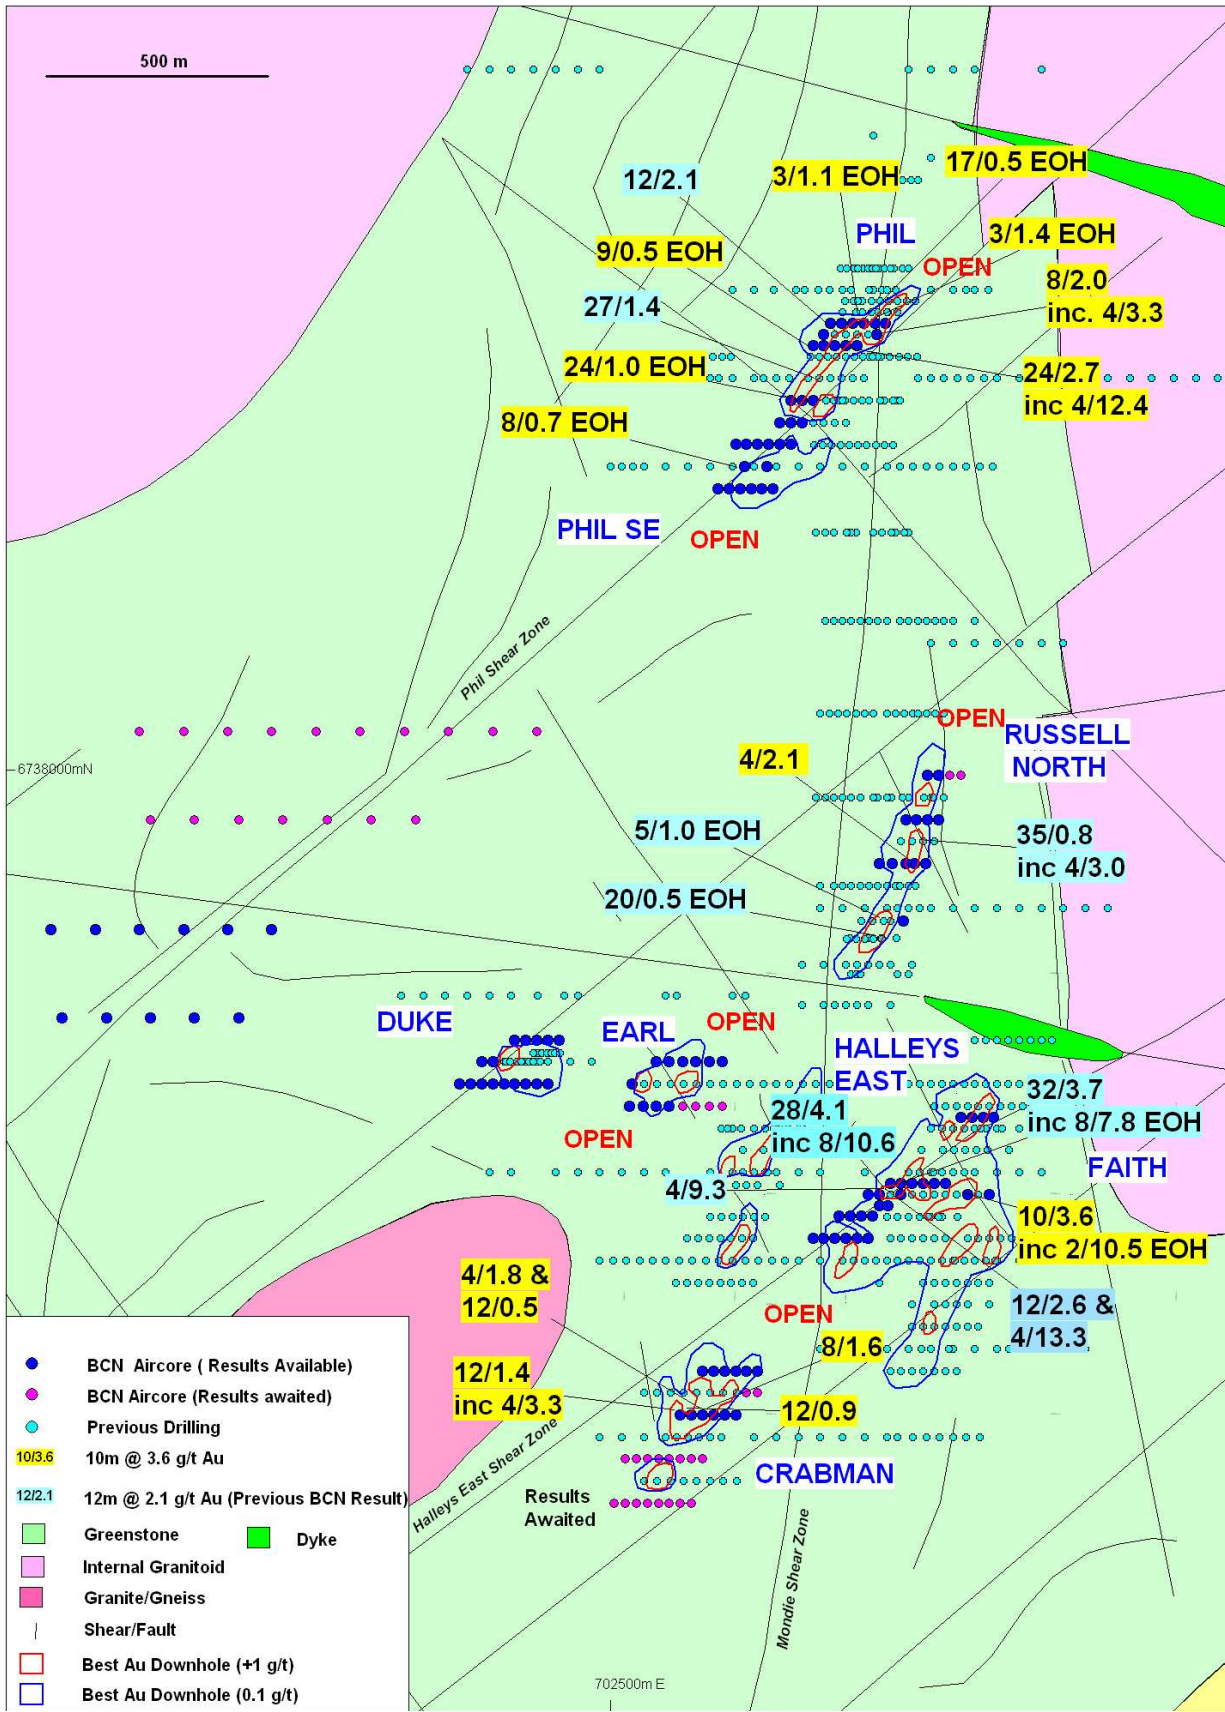 500 m
17/0.5 EOH
12/2.1
3/1.1 EOH
PHIL
3/1.4 EOH
9/0.5 EOH
OPEN
8/2.0
inc. 4/3.3
27/1.4
24/1.0 EOH
24/2.7
inc 4/12.4
8/0.7 EOH
PHIL SE
OPEN
Phil Shear Zone
OPEN
RUSSELL
NORTH
4/2.1
6738000mN
5/1.0 EOH
35/0.8
inc 4/3.0
20/0.5 EOH
DUKE
EARL
OPEN
HALLEYS
EAST
32/3.7
inc 8/7.8 EOH
28/4.1
inc 8/10.6
OPEN
FAITH
4/9.3
10/3.6
inc 2/10.5 EOH
4/1.8 &
12/0.5
OPEN
12/2.6 &
4/13.3
8/1.6
12/1.4
inc 4/3.3
12/0.9
CRABMAN
Halleys East Shear Zone
Results
Awaited
Mondie Shear Zone
702500m E
BCN Aircore ( Results Available)
BCN Aircore (Results awaited)
Previous Drilling
10/3.6 10m @ 3.6 g/t Au
12/2.1 12m @ 2.1 g/t Au (Previous BCN Result)
Greenstone Dyke
Internal Granitoid
Granite/Gneiss
Shear/Fault
Best Au Downhole (+1 g/t)
Best Au Downhole (0.1 g/t)